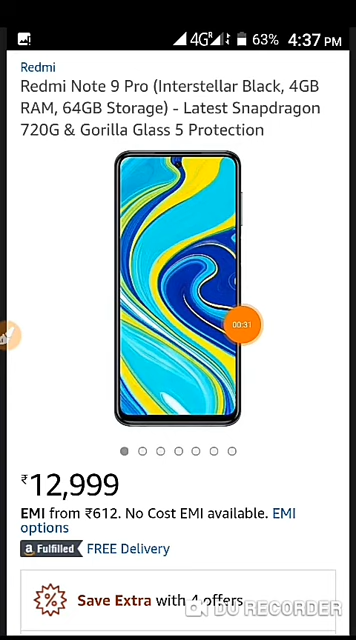 4G R 63% 4:37 PM
Redmi
Redmi Note 9 Pro (Interstellar Black, 4GB
RAM, 64GB Storage) - Latest Snapdragon
720G & Gorilla Glass 5 Protection
00:31
₹12,999
EMI from ₹612. No Cost EMI available. EMI
options
a Fulfilled FREE Delivery
Save Extra with 4 offers
DU RECORDER